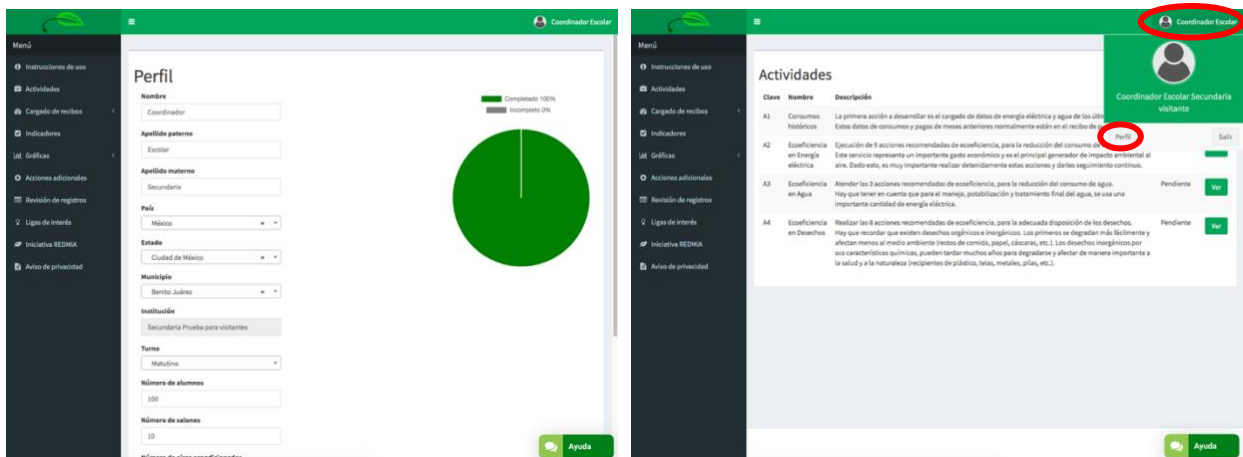 Coordinador Escolar
Menú
Instrucciones de uso
Actividades
Cargado de recibos
Indicadores
Gráficas
Acciones adicionales
Revisión de registros
Ligas de interés
Iniciativa REDMIA
Aviso de privacidad
Perfil
Nombre
Coordinador
Apellido paterno
Escolar
Apellido materno
Secundaria
País
México
Estado
Ciudad de México
Municipio
Benito Juárez
Institución
Secundaria Prueba para visitantes
Turno
Matutino
Número de alumnos
100
Número de salones
10
Completado 100%
Incompleto 0%
Ayuda
Coordinador Escolar
Menú
Instrucciones de uso
Actividades
Cargado de recibos
Indicadores
Gráficas
Acciones adicionales
Revisión de registros
Ligas de interés
Iniciativa REDMIA
Aviso de privacidad
Coordinador Escolar Secundaria
visitante
Perfil Salir
Actividades
Clave Nombre Descripción
A1 Consumos históricos
La primera acción a desarrollar es el cargado de datos de energía eléctrica y agua de los
Estos datos de consumos y pagos de meses anteriores normalmente están en el recibo de
A2 Ecoeficiencia en Energía eléctrica
Ejecución de 9 acciones recomendadas de ecoeficiencia, para la reducción del consumo de
Este servicio representa un importante gasto económico y es el principal generador de impacto ambiental al
aire. Dado esto, es muy importante realizar detenidamente estas acciones y darles seguimiento continuo.
A3 Ecoeficiencia en Agua
Atender las 3 acciones recomendadas de ecoeficiencia, para la reducción del consumo de agua.
Hay que tener en cuenta que para el manejo, potabilización y tratamiento final del agua, se usa una
importante cantidad de energía eléctrica.
Pendiente Ver
A4 Ecoeficiencia en Desechos
Realizar las 8 acciones recomendadas de ecoeficiencia, para la adecuada disposición de los desechos.
Hay que recordar que existen desechos orgánicos e inorgánicos. Los primeros se degradan más fácilmente y
afectan menos al medio ambiente (restos de comida, papel, cáscaras, etc.). Los desechos inorgánicos por
sus características químicas, pueden tardar muchos años para degradarse y afectar de manera importante a
la salud y a la naturaleza (recipientes de plástico, telas, metales, pilas, etc.).
Pendiente Ver
Ayuda